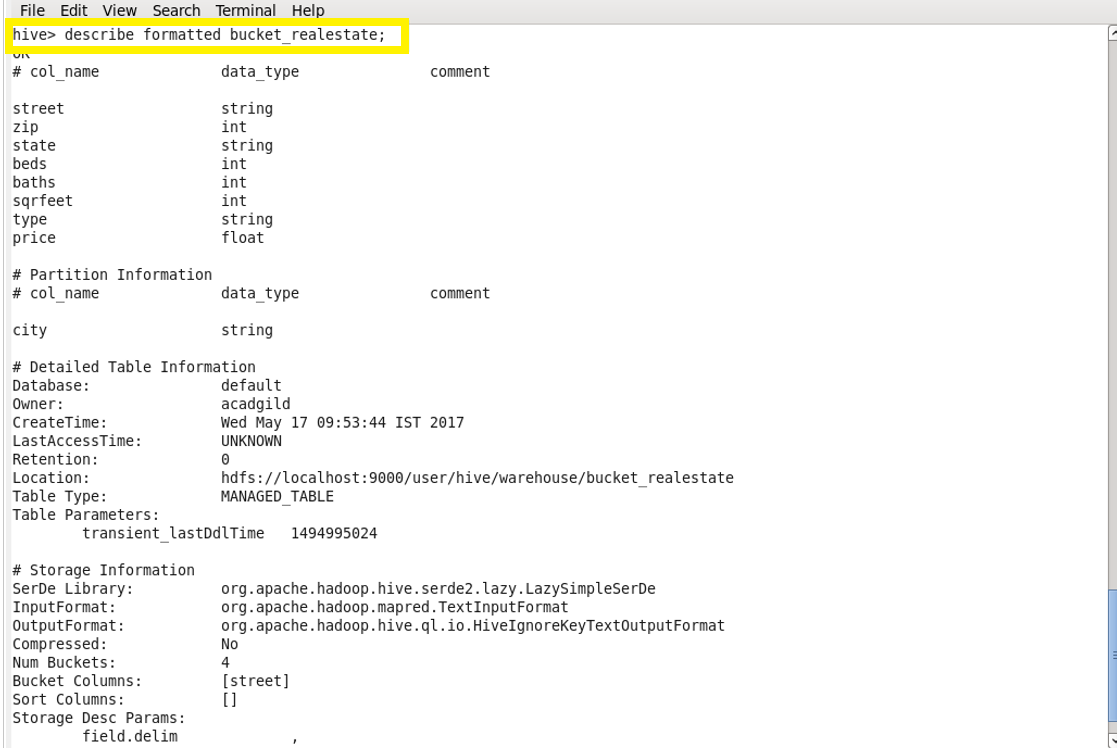 File Edit View Search Terminal Help
hive> describe formatted bucket_realestate;
OK
# col_name data_type comment
street string
zip int
state string
beds int
baths int
sqrfeet int
type string
price float
# Partition Information
# col_name data_type comment
city string
# Detailed Table Information
Database: default
Owner: acadgild
CreateTime: Wed May 17 09:53:44 IST 2017
LastAccessTime: UNKNOWN
Retention: 0
Location: hdfs://localhost:9000/user/hive/warehouse/bucket_realestate
Table Type: MANAGED_TABLE
Table Parameters:
transient_lastDdlTime 1494995024
# Storage Information
SerDe Library: org.apache.hadoop.hive.serde2.lazy.LazySimpleSerDe
InputFormat: org.apache.hadoop.mapred.TextInputFormat
OutputFormat: org.apache.hadoop.hive.ql.io.HiveIgnoreKeyTextOutputFormat
Compressed: No
Num Buckets: 4
Bucket Columns: [street]
Sort Columns: []
Storage Desc Params:
field.delim ,